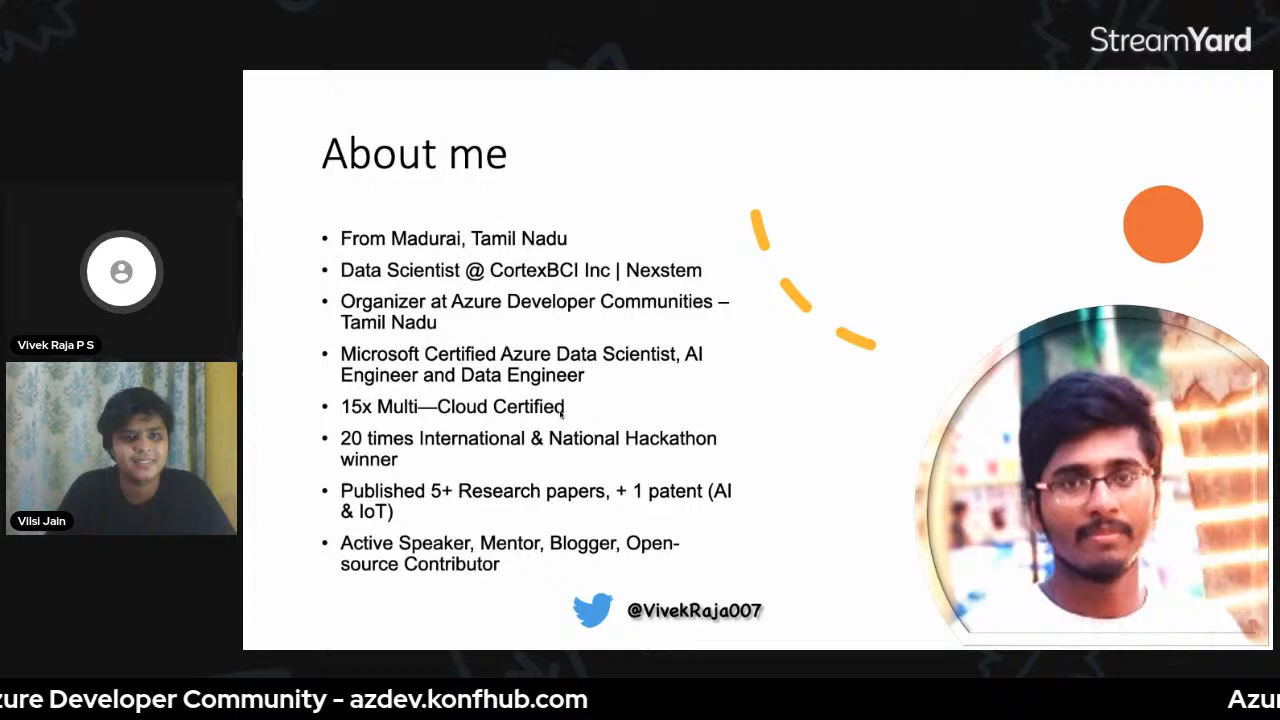 StreamYard
About me
• From Madurai, Tamil Nadu
• Data Scientist @ CortexBCI Inc | Nexstem
• Organizer at Azure Developer Communities –
Tamil Nadu
• Microsoft Certified Azure Data Scientist, AI
Engineer and Data Engineer
• 15x Multi—Cloud Certified
• 20 times International & National Hackathon
winner
• Published 5+ Research papers, + 1 patent (AI
& IoT)
• Active Speaker, Mentor, Blogger, Open-
source Contributor
@VivekRaja007
Vivek Raja P S
Vilsi Jain
zure Developer Community - azdev.konfhub.com
Azur